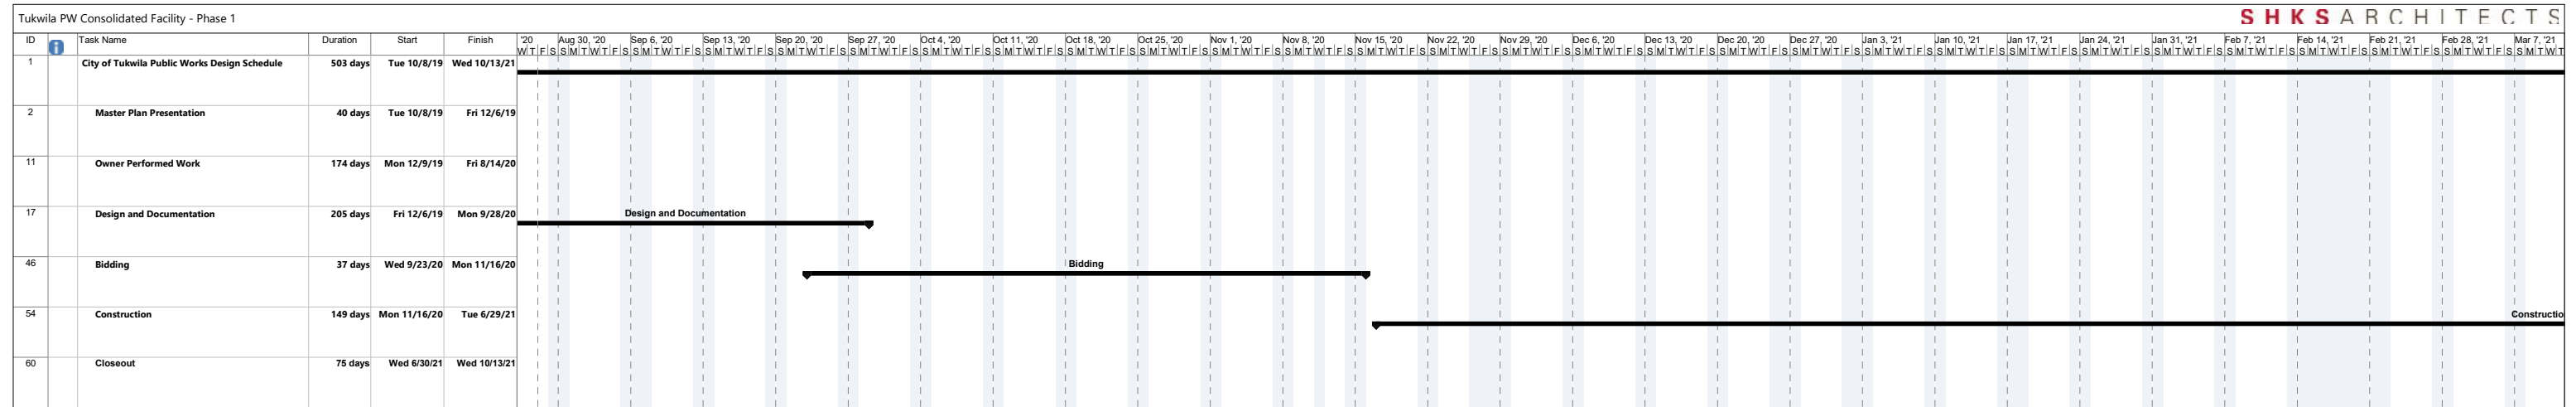 Tukwila PW Consolidated Facility - Phase 1
SHKS ARCHITECTS
ID Task Name Duration Start Finish '20 Aug 30, '20 Sep 6, '20 Sep 13, '20 Sep 20, '20 Sep 27, '20 Oct 4, '20 Oct 11, '20 Oct 18, '20 Oct 25, '20 Nov 1, '20 Nov 8, '20 Nov 15, '20 Nov 22, '20 Nov 29, '20 Dec 6, '20 Dec 13, '20 Dec 20, '20 Dec 27, '20 Jan 3, '21 Jan 10, '21 Jan 17, '21 Jan 24, '21 Jan 31, '21 Feb 7, '21 Feb 14, '21 Feb 21, '21 Feb 28, '21 Mar 7, '21
W T F S S M T W T F S S M T W T F S S M T W T F S S M T W T F S S M T W T F S S M T W T F S S M T W T F S S M T W T F S S M T W T F S S M T W T F S S M T W T F S S M T W T F S S M T W T F S S M T W T F S S M T W T F S S M T W T F S S M T W T F S S M T W T F S S M T W T F S S M T W T F S S M T W T F S S M T W T F S S M T W T F S S M T W T F S S M T W T F S S M T W T F S S M T W T F S S M T W T F S S M T W T
1 City of Tukwila Public Works Design Schedule 503 days Tue 10/8/19 Wed 10/13/21
2 Master Plan Presentation 40 days Tue 10/8/19 Fri 12/6/19
11 Owner Performed Work 174 days Mon 12/9/19 Fri 8/14/20
17 Design and Documentation 205 days Fri 12/6/19 Mon 9/28/20 Design and Documentation
46 Bidding 37 days Wed 9/23/20 Mon 11/16/20 Bidding
54 Construction 149 days Mon 11/16/20 Tue 6/29/21 Constructio
60 Closeout 75 days Wed 6/30/21 Wed 10/13/21